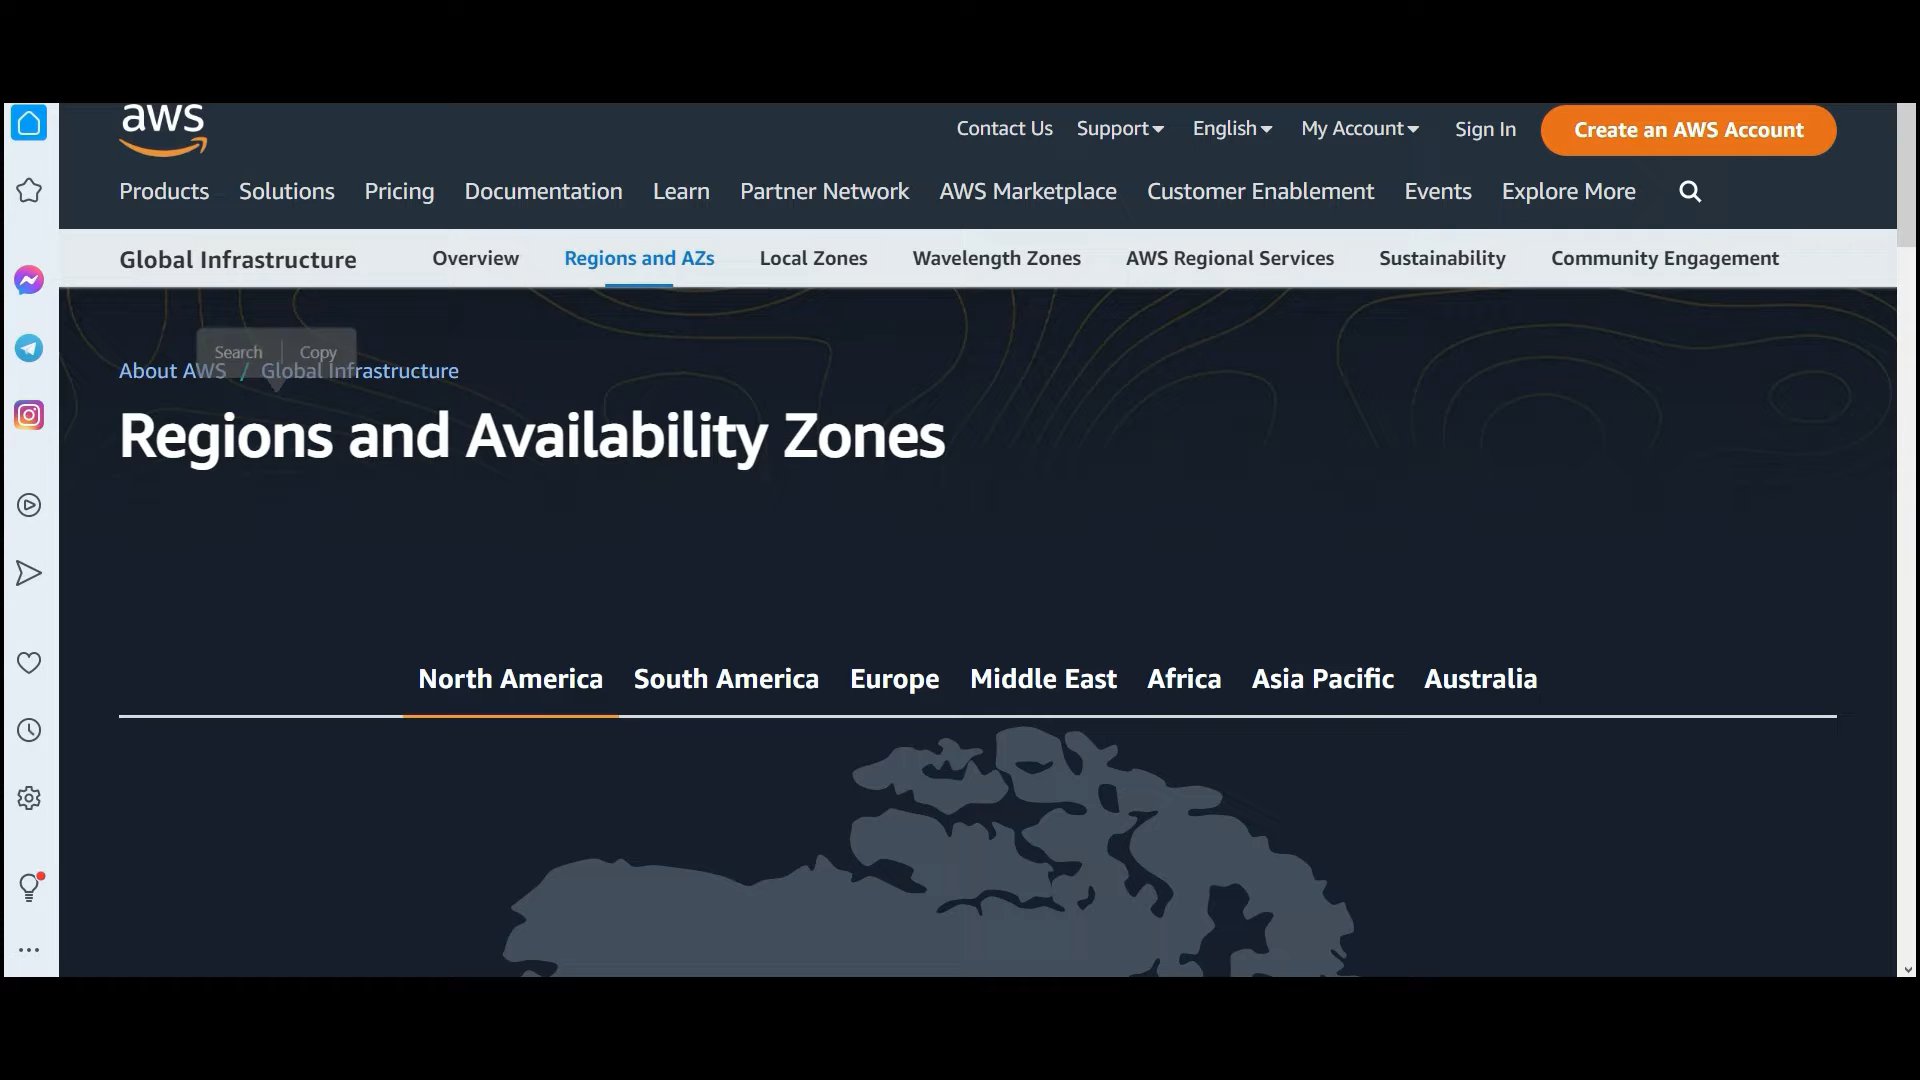 aws
Contact Us Support English My Account Sign In Create an AWS Account
Products Solutions Pricing Documentation Learn Partner Network AWS Marketplace Customer Enablement Events Explore More
Global Infrastructure Overview Regions and AZs Local Zones Wavelength Zones AWS Regional Services Sustainability Community Engagement
Search Copy
About AWS / Global Infrastructure
Regions and Availability Zones
North America South America Europe Middle East Africa Asia Pacific Australia